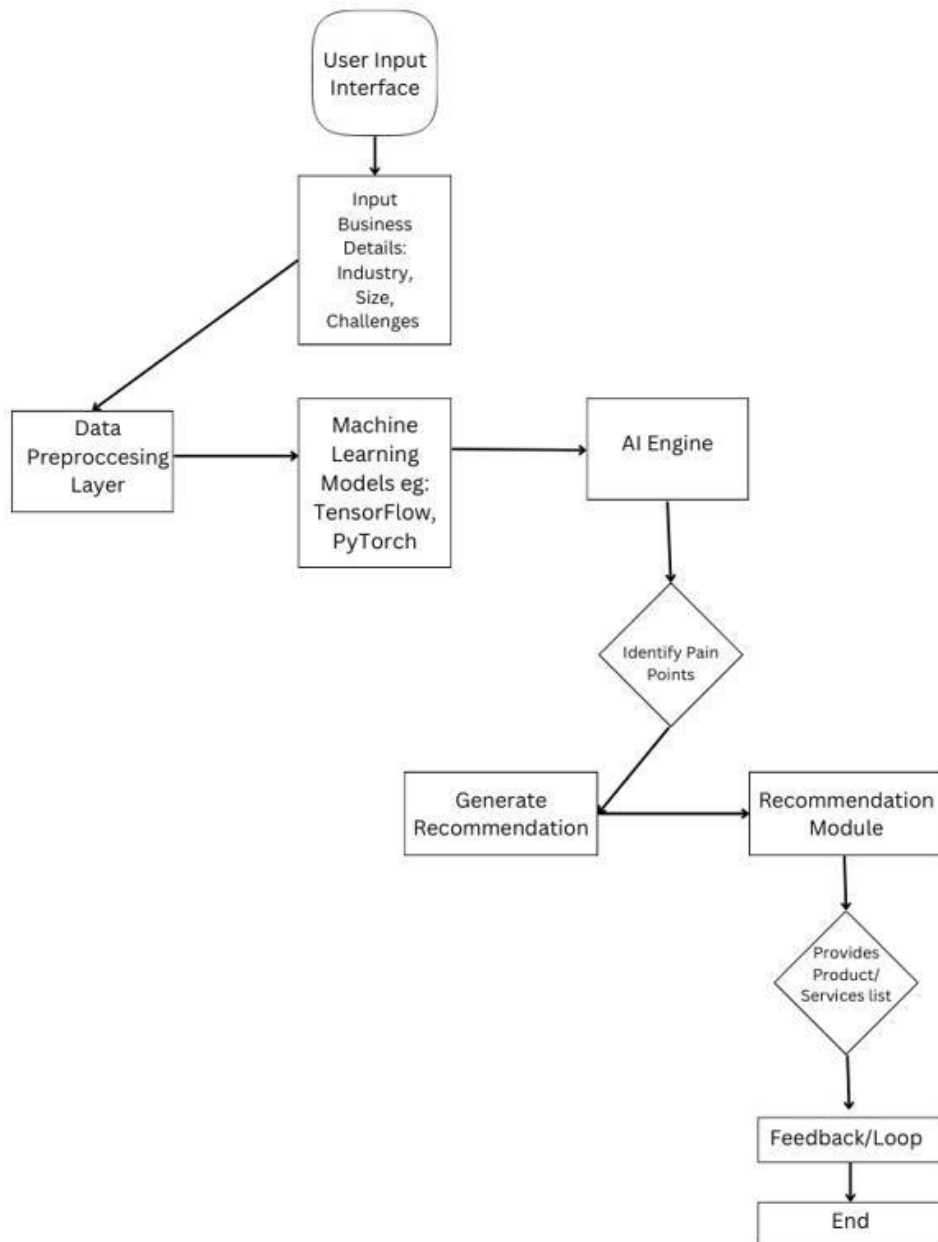 User Input
Interface
Input
Business
Details:
Industry,
Size,
Challenges
Data
Preproccesing
Layer
Machine
Learning
Models eg:
TensorFlow,
PyTorch
AI Engine
Identify Pain
Points
Generate
Recommendation
Recommendation
Module
Provides
Product/
Services list
Feedback/Loop
End